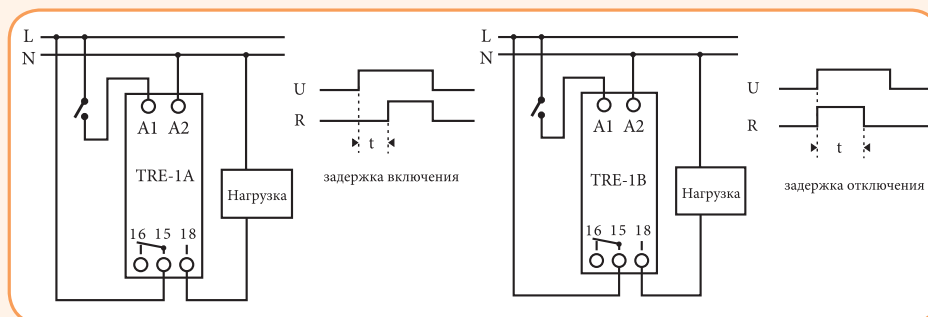 L
N
A1 A2
TRE-1A
Нагрузка
16 15 18
U
R
t
задержка включения
L
N
A1 A2
TRE-1B
Нагрузка
16 15 18
U
R
t
задержка отключения